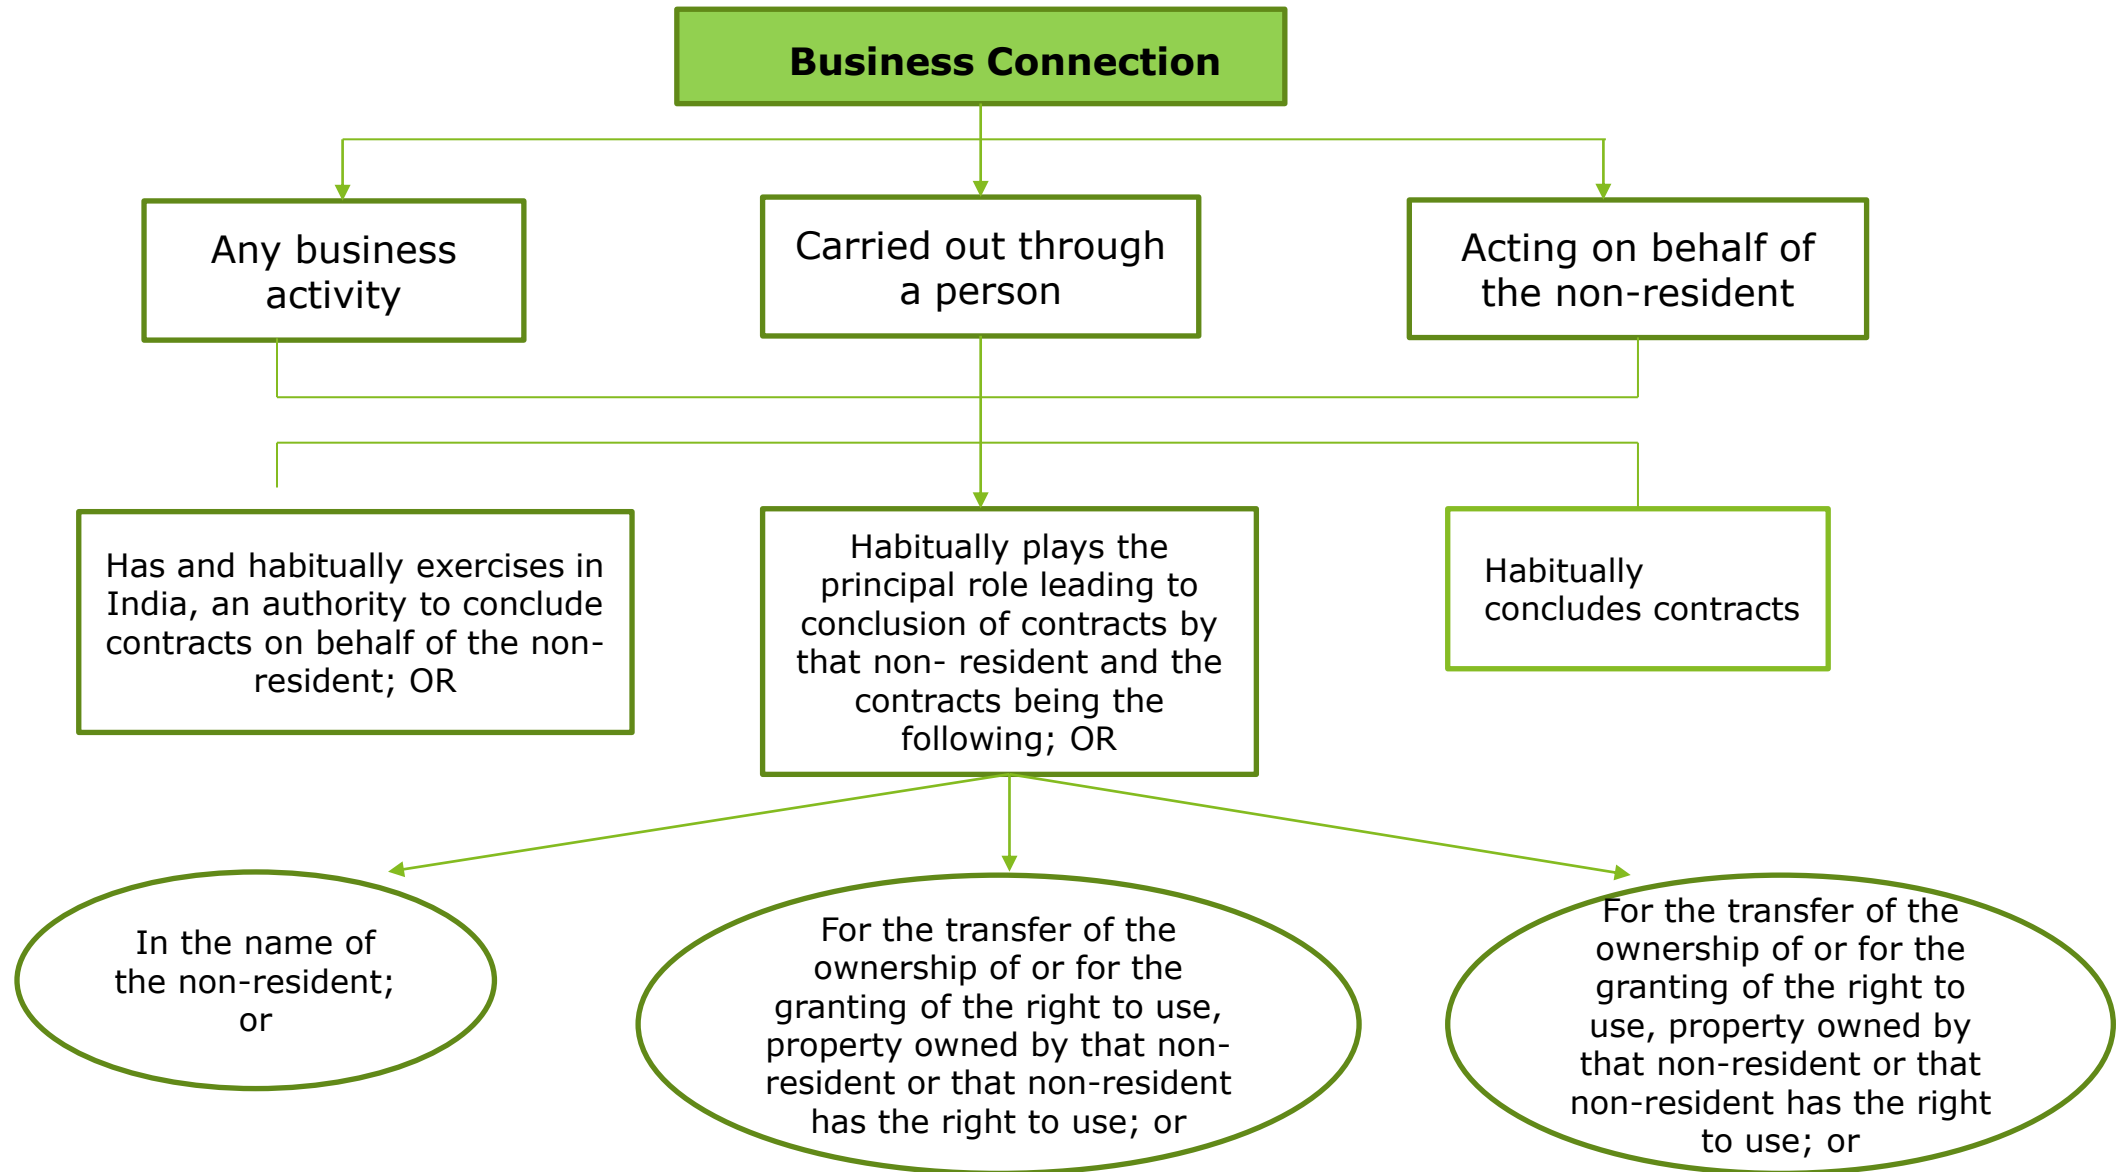 Business Connection
Any business
activity
Carried out through
a person
Acting on behalf of
the non-resident
Has and habitually exercises in
India, an authority to conclude
contracts on behalf of the non-
resident; OR
Habitually plays the
principal role leading to
conclusion of contracts by
that non- resident and the
contracts being the
following; OR
Habitually
concludes contracts
In the name of
the non-resident;
or
For the transfer of the
ownership of or for the
granting of the right to use,
property owned by that non-
resident or that non-resident
has the right to use; or
For the transfer of the
ownership of or for the
granting of the right to
use, property owned by
that non-resident or that
non-resident has the right
to use; or